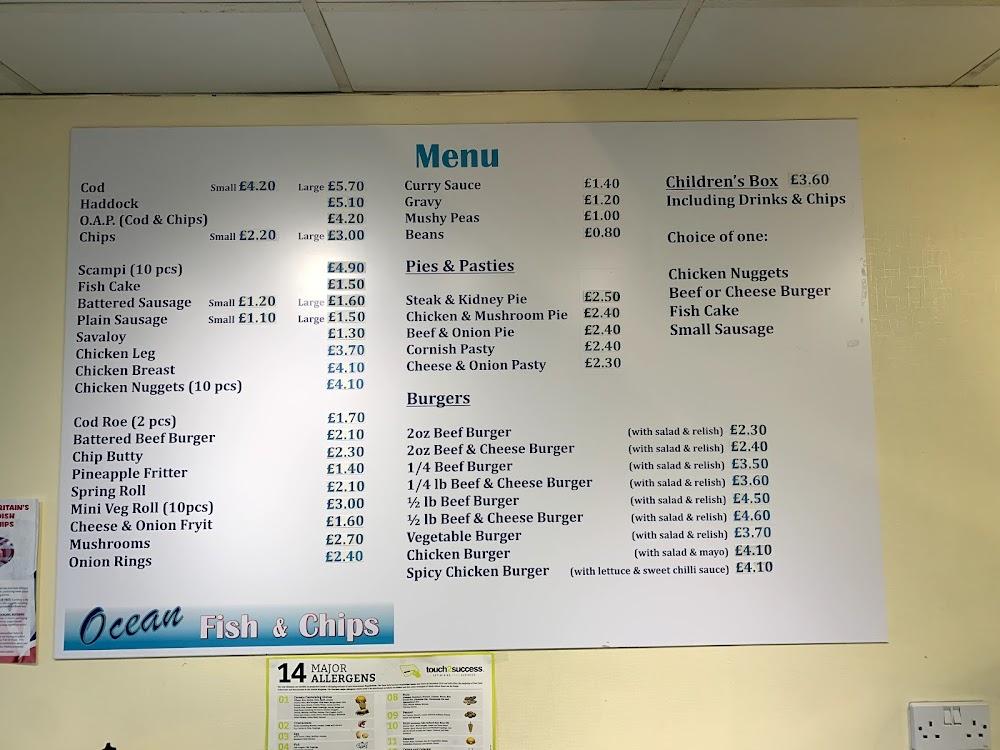 Menu
Cod Small £4.20 Large £5.70
Haddock £5.10
O.A.P. (Cod & Chips) £4.20
Chips Small £2.20 Large £3.00
Scampi (10 pcs) £4.90
Fish Cake £1.50
Battered Sausage Small £1.20 Large £1.60
Plain Sausage Small £1.10 Large £1.50
Savaloy £1.30
Chicken Leg £3.70
Chicken Breast £4.10
Chicken Nuggets (10 pcs) £4.10
Cod Roe (2 pcs) £1.70
Battered Beef Burger £2.10
Chip Butty £2.30
Pineapple Fritter £1.40
Spring Roll £2.10
Mini Veg Roll (10pcs) £3.00
Cheese & Onion Fryit £1.60
Mushrooms £2.70
Onion Rings £2.40
Ocean Fish & Chips
Curry Sauce £1.40
Gravy £1.20
Mushy Peas £1.00
Beans £0.80
Pies & Pasties
Steak & Kidney Pie £2.50
Chicken & Mushroom Pie £2.40
Beef & Onion Pie £2.40
Cornish Pasty £2.40
Cheese & Onion Pasty £2.30
Burgers
2oz Beef Burger (with salad & relish) £2.30
2oz Beef & Cheese Burger (with salad & relish) £2.40
1/4 Beef Burger (with salad & relish) £3.50
1/4 lb Beef & Cheese Burger (with salad & relish) £3.60
½ lb Beef Burger (with salad & relish) £4.50
½ lb Beef & Cheese Burger (with salad & relish) £4.60
Vegetable Burger (with salad & relish) £3.70
Chicken Burger (with salad & mayo) £4.10
Spicy Chicken Burger (with lettuce & sweet chilli sauce) £4.10
Children's Box £3.60
Including Drinks & Chips
Choice of one:
Chicken Nuggets
Beef or Cheese Burger
Fish Cake
Small Sausage
14 MAJOR
ALLERGENS
touch2success
01
02
03
04
08
09
10
11